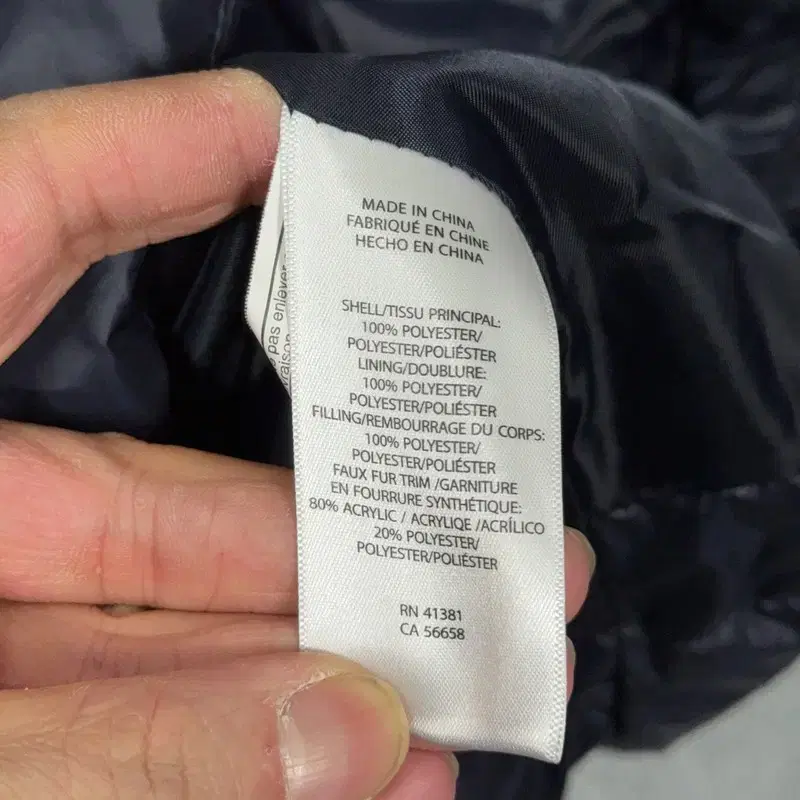 MADE IN CHINA
FABRIQUÉ EN CHINE
HECHO EN CHINA
SHELL/TISSU PRINCIPAL:
100% POLYESTER/
POLYESTER/POLIÉSTER
LINING/DOUBLURE:
100% POLYESTER/
POLYESTER/POLIÉSTER
FILLING/REMBOURRAGE DU CORPS:
100% POLYESTER/
POLYESTER/POLIÉSTER
FAUX FUR TRIM /GARNITURE
EN FOURRURE SYNTHÉTIQUE:
80% ACRYLIC / ACRYLIQE /ACRÍLICO
20% POLYESTER/
POLYESTER/POLIÉSTER
RN 41381
CA 56658
pas enlever